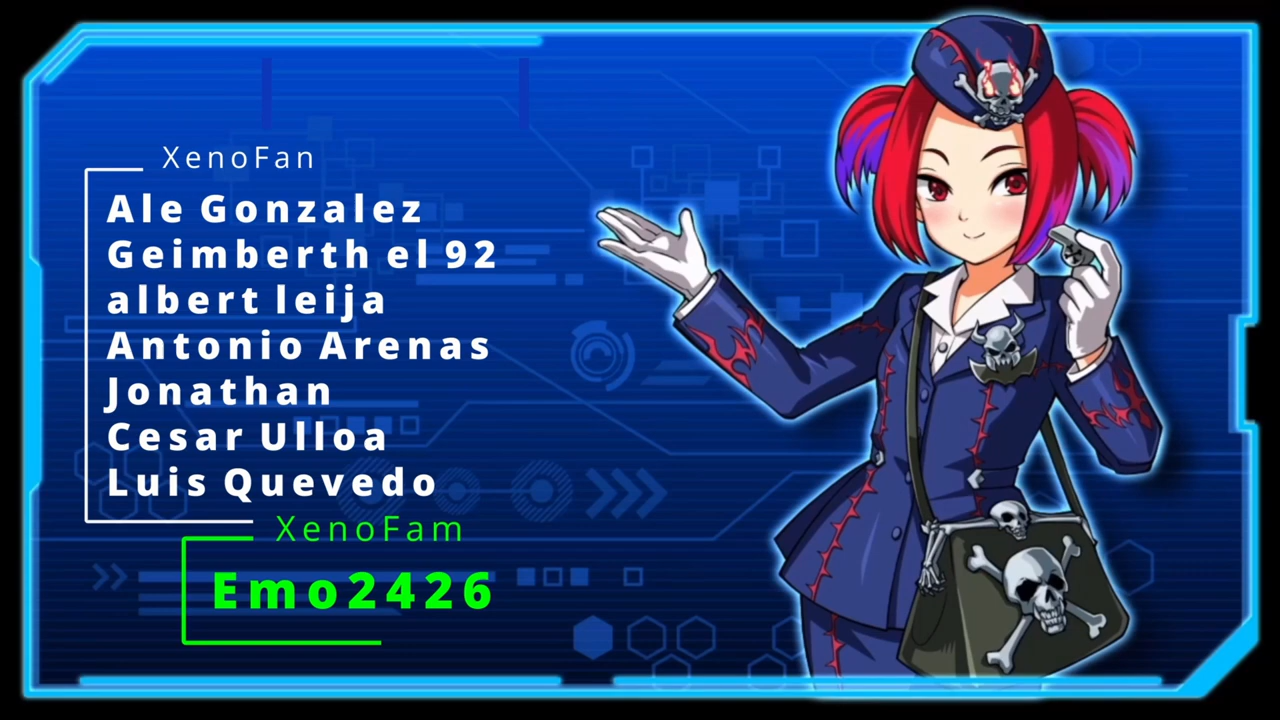 XenoFan
Ale Gonzalez
Geimberth el 92
albert leija
Antonio Arenas
Jonathan
Cesar Ulloa
Luis Quevedo
XenoFam
Emo2426